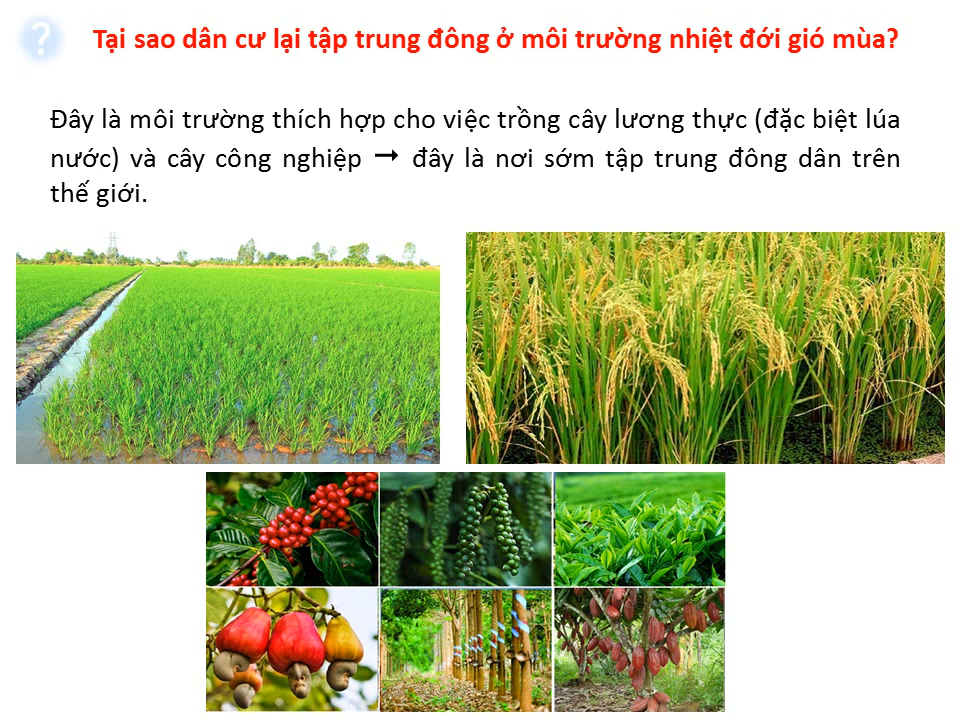 ?
Tại sao dân cư lại tập trung đông ở môi trường nhiệt đới gió mùa?
Đây là môi trường thích hợp cho việc trồng cây lương thực (đặc biệt lúa
nước) và cây công nghiệp ➞ đây là nơi sớm tập trung đông dân trên
thế giới.